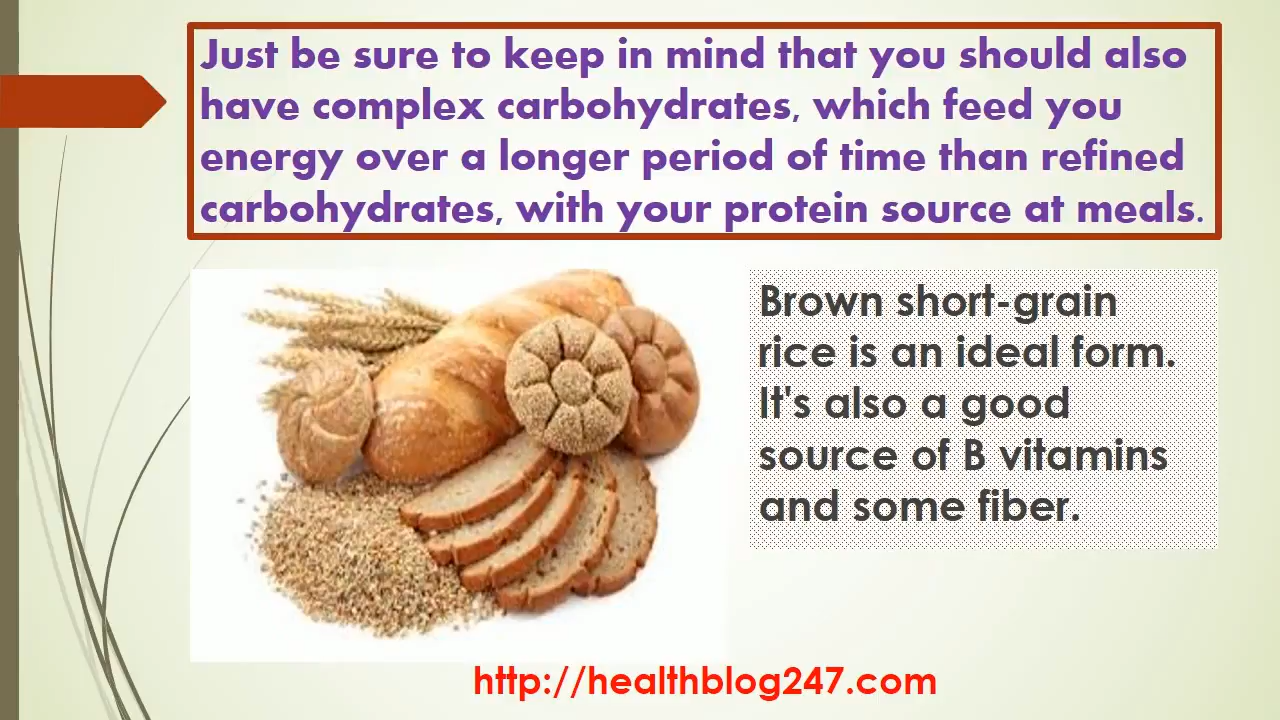 Just be sure to keep in mind that you should also
have complex carbohydrates, which feed you
energy over a longer period of time than refined
carbohydrates, with your protein source at meals.
Brown short-grain
rice is an ideal form.
It's also a good
source of B vitamins
and some fiber.
http://healthblog247.com